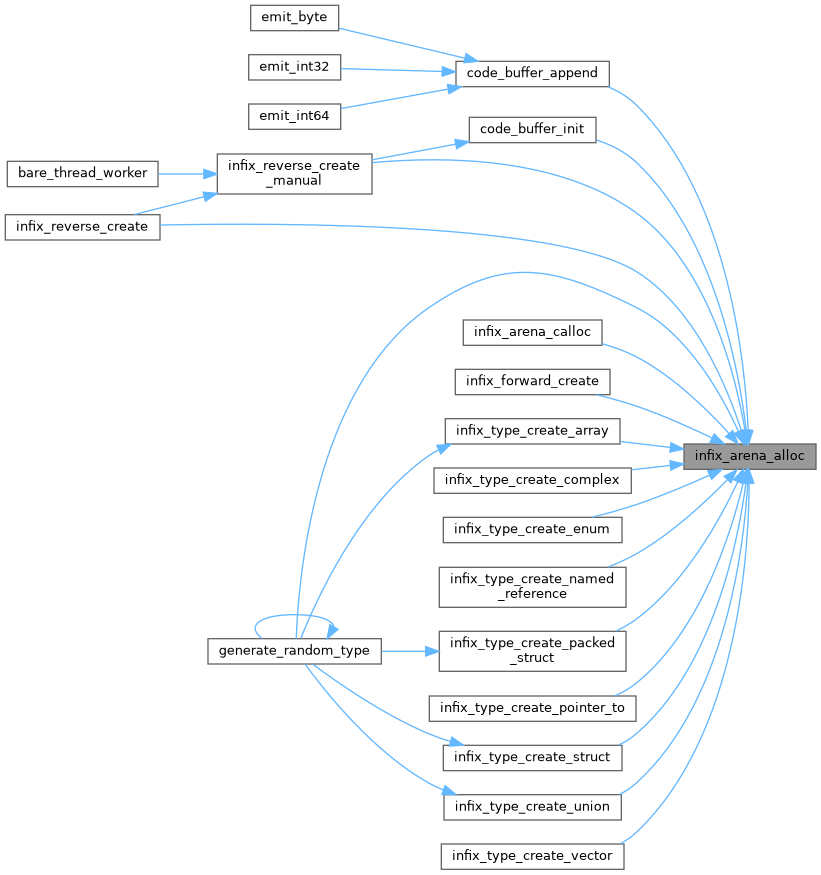 emit_byte
emit_int32
emit_int64
code_buffer_append
code_buffer_init
bare_thread_worker
infix_reverse_create
_manual
infix_reverse_create
infix_arena_calloc
infix_forward_create
infix_type_create_array
infix_arena_alloc
infix_type_create_complex
infix_type_create_enum
infix_type_create_named
_reference
generate_random_type
infix_type_create_packed
_struct
infix_type_create_pointer_to
infix_type_create_struct
infix_type_create_union
infix_type_create_vector